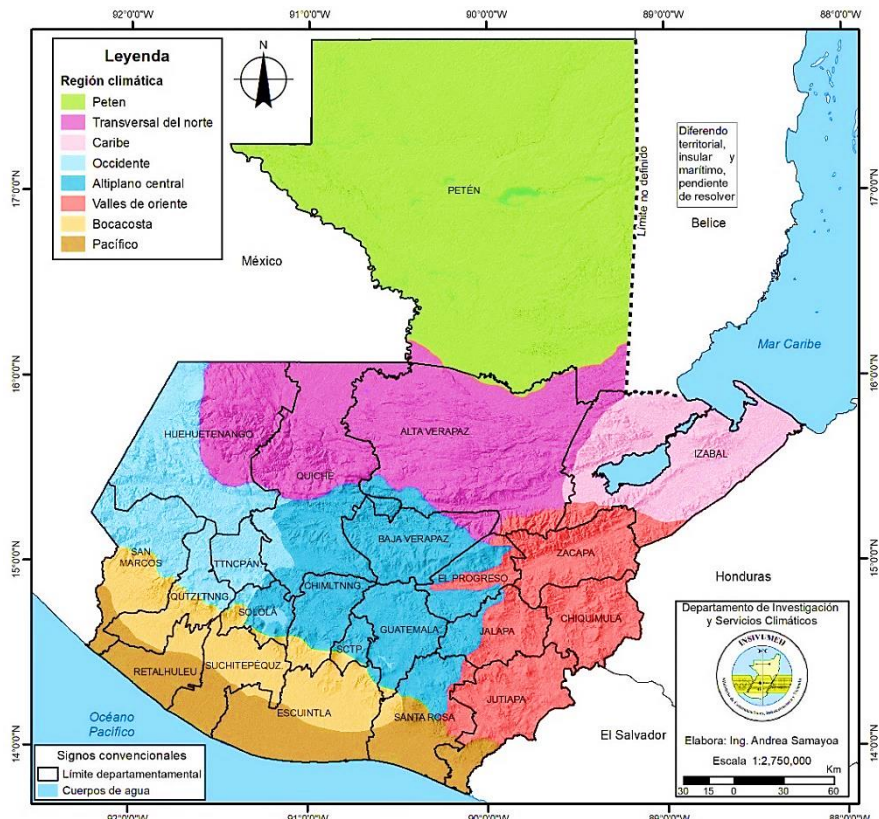 92°0'0"W
91°0'0"W
90°0'0"W
89°0'0"W
88°0'0"W
Leyenda
Región climática
Peten
Transversal del norte
Caribe
Occidente
Altiplano central
Valles de oriente
Bocacosta
Pacífico
N
17°0'0"N
16°0'0"N
15°0'0"N
14°0'0"N
Diferendo
territorial,
insular y
marítimo,
pendiente
de resolver
Límite no definido
Belice
México
PETÉN
Mar Caribe
HUEHUETENANGO
QUICHÉ
ALTA VERAPAZ
IZABAL
SAN
MARCOS
TTNCPÁN
BAJA VERAPAZ
ZACAPA
QUTZLTNNG
CHIMLTNNG.
EL PROGRESO
SOLOLÁ
GUATEMALA
JALAPA
CHIQUIMULA
SCTP.
RETALHULEU
SUCHITEPÉQUZ.
ESCUINTLA
SANTA ROSA
JUTIAPA
Honduras
El Salvador
Océano
Pacífico
Signos convencionales
Límite departamental
Cuerpos de agua
Departamento de Investigación
y Servicios Climáticos
INSIVUMEH
Elabora: Ing. Andrea Samayoa
Escala 1:2,750,000
Km
30 15 0 30 60
17°0'0"N
16°0'0"N
15°0'0"N
14°0'0"N
92°0'0"W
91°0'0"W
90°0'0"W
89°0'0"W
88°0'0"W